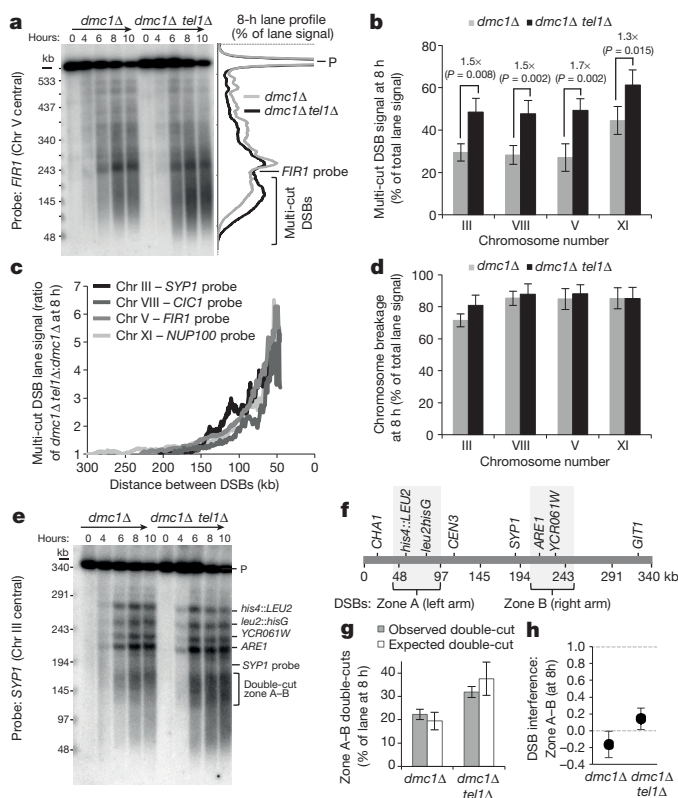 a
dmc1Δ dmc1Δ tel1Δ
Hours: 0 4 6 8 10 0 4 6 8 10
8-h lane profile
(% of lane signal)
kb
533
437
340
243
145
48
Probe: FIR1 (Chr V central)
P
dmc1Δ
dmc1Δtel1Δ
FIR1 probe
Multi-cut
DSBs
b
dmc1Δ dmc1Δ tel1Δ
Multi-cut DSB signal at 8 h
(% of total lane signal)
80
60
40
20
0
1.5×
(P = 0.008)
1.5×
(P = 0.002)
1.7×
(P = 0.002)
1.3×
(P = 0.015)
III VIII V XI
Chromosome number
c
Multi-cut DSB lane signal (ratio
of dmc1Δ tel1Δ:dmc1Δ at 8 h)
7
6
5
4
3
2
1
Chr III – SYP1 probe
Chr VIII – CIC1 probe
Chr V – FIR1 probe
Chr XI – NUP100 probe
300 250 200 150 100 50 0
Distance between DSBs (kb)
d
dmc1Δ dmc1Δ tel1Δ
Chromosome breakage
at 8 h (% of total lane signal)
100
80
60
40
20
0
III VIII V XI
Chromosome number
e
dmc1Δ dmc1Δ tel1Δ
Hours: 0 4 6 8 10 0 4 6 8 10
kb
340
291
243
194
145
97
48
Probe: SYP1 (Chr III central)
P
his4::LEU2
leu2::hisG
YCR061W
ARE1
SYP1 probe
Double-cut
zone A–B
f
CHA1
his4::LEU2
leu2hisG
CEN3
SYP1
ARE1
YCR061W
GIT1
0 48 97 145 194 243 291 340 kb
DSBs: Zone A (left arm) Zone B (right arm)
g
Observed double-cut
Expected double-cut
Zone A–B double-cuts
(% of lane at 8 h)
40
30
20
10
0
dmc1Δ dmc1Δ
tel1Δ
h
DSB interference:
Zone A–B (at 8h)
1.0
0.8
0.6
0.4
0.2
0.0
−0.2
−0.4
dmc1Δ dmc1Δ
tel1Δ